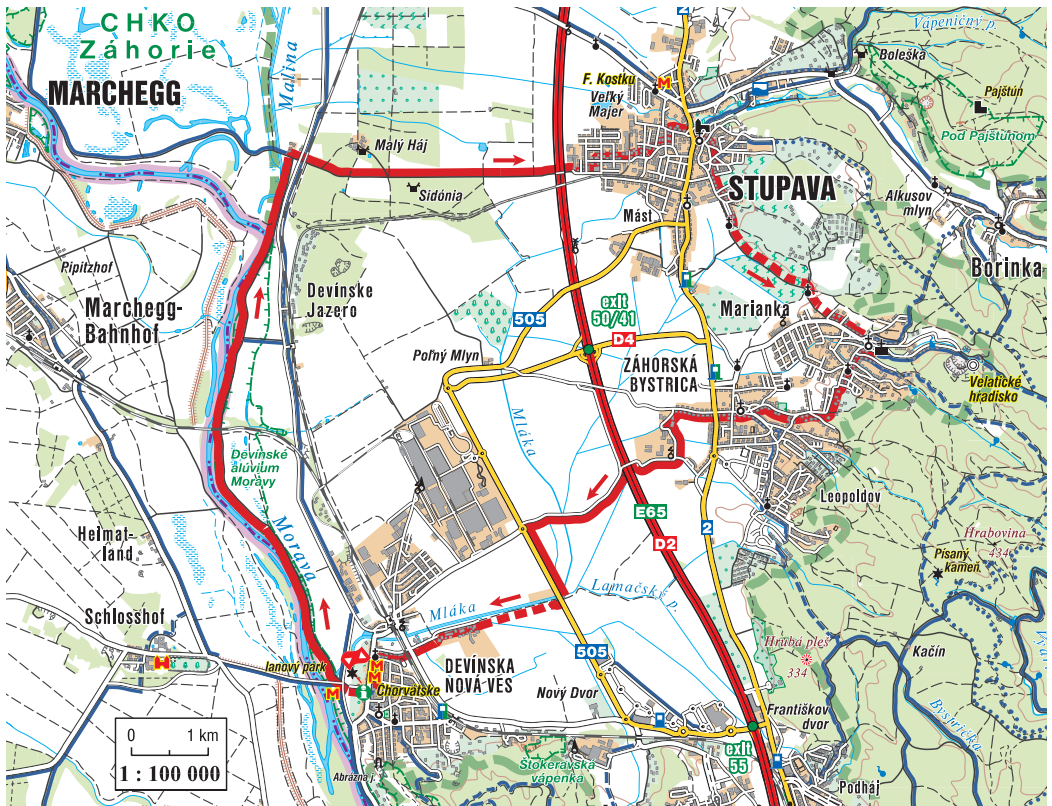 CHKO
Záhorie
MARCHEGG
Malina
2
Vápeničný p.
Boleška
F. Kostku
M
Veľký
Majer
Pajštún
Pod Pajštúnom
Malý Háj
Sidónia
STUPAVA
Mást
Alkusov
mlyn
Borinka
Pipitzhof
Marchegg-
Bahnhof
Devínske
Jazero
exit
50/41
505
D4
Marianka
Poľný Mlyn
ZÁHORSKÁ
BYSTRICA
Velatické
hradisko
Mláka
Devínské
alúvium
Moravy
Leopoldov
E65
2
D2
Hrabovina
434
Písaný
kameň
Heimat-
land
Morava
Lamačský p.
Mláka
Schlosshof
H
lanový park
M
M
M
Chorvátske
DEVÍNSKA
NOVÁ VES
505
Nový Dvor
Hrubá pleš
334
Kačín
Bystrička
Františkov
dvor
exit
55
Štokeravská
vápenka
Abrázna j.
Podháj
0 1 km
1 : 100 000